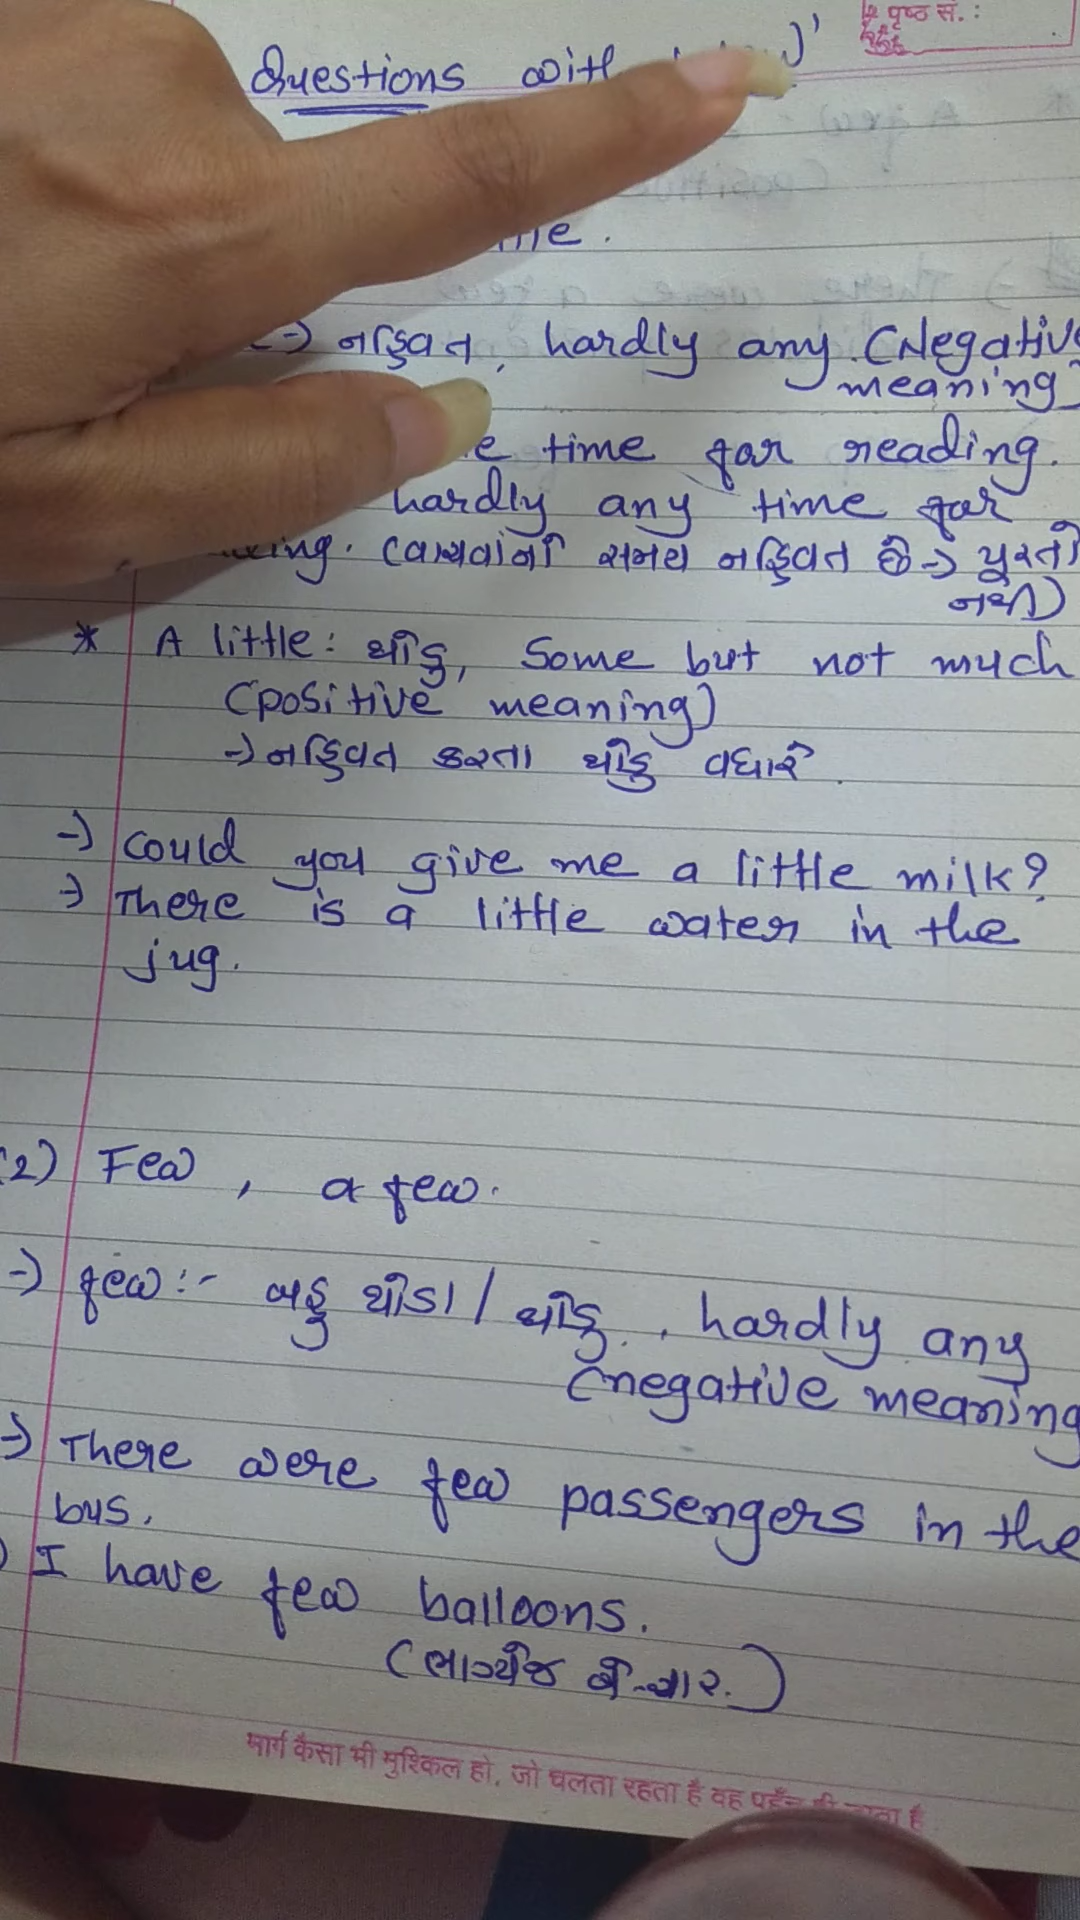 पृष्ठ सं. :
Questions with
-) નહિવત, hardly any (Negative
meaning)
time for reading.
hardly any time for
(વાચવાનો સમય નહિવત છે -> પૂરતો
નથી)
* A little : થોડુ, Some but not much
(positive meaning)
-) નહિવત કરતા થોડુ વધારે.
-) Could you give me a little milk?
-) There is a little water in the
jug.
(2) Few , a few.
-) few :- બહુ થોડા / થોડુ , hardly any
(negative meaning
-) There were few passengers in the
bus.
) I have few balloons.
(ભાગ્યેજ બે-ચાર.)
मार्ग कैसा भी मुश्किल हो, जो चलता रहता है वह पहुँच ही जाता है